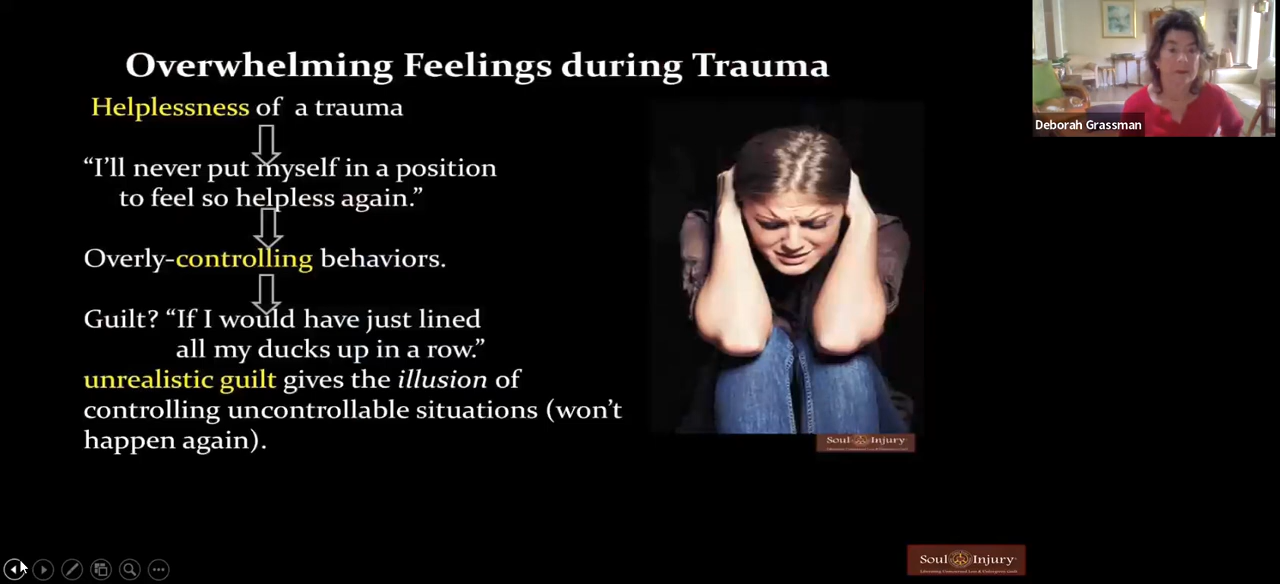 Overwhelming Feelings during Trauma
Helplessness of a trauma
“I’ll never put myself in a position
to feel so helpless again.”
Overly-controlling behaviors.
Guilt? “If I would have just lined
all my ducks up in a row.”
unrealistic guilt gives the illusion of
controlling uncontrollable situations (won’t
happen again).
Soul Injury
Soul Injury
Deborah Grassman